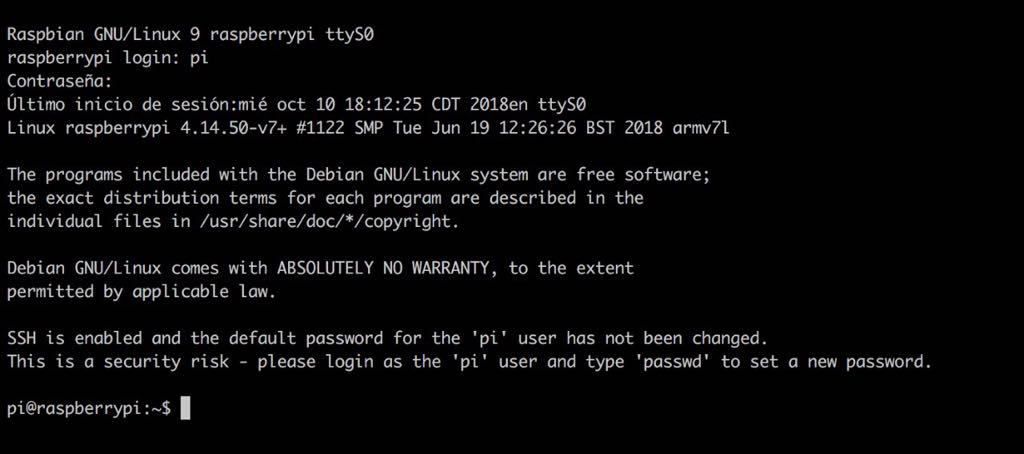 Raspbian GNU/Linux 9 raspberrypi ttyS0
raspberrypi login: pi
Contraseña:
Último inicio de sesión:mié oct 10 18:12:25 CDT 2018en ttyS0
Linux raspberrypi 4.14.50-v7+ #1122 SMP Tue Jun 19 12:26:26 BST 2018 armv7l
The programs included with the Debian GNU/Linux system are free software;
the exact distribution terms for each program are described in the
individual files in /usr/share/doc/*/copyright.
Debian GNU/Linux comes with ABSOLUTELY NO WARRANTY, to the extent
permitted by applicable law.
SSH is enabled and the default password for the 'pi' user has not been changed.
This is a security risk - please login as the 'pi' user and type 'passwd' to set a new password.
pi@raspberrypi:~$